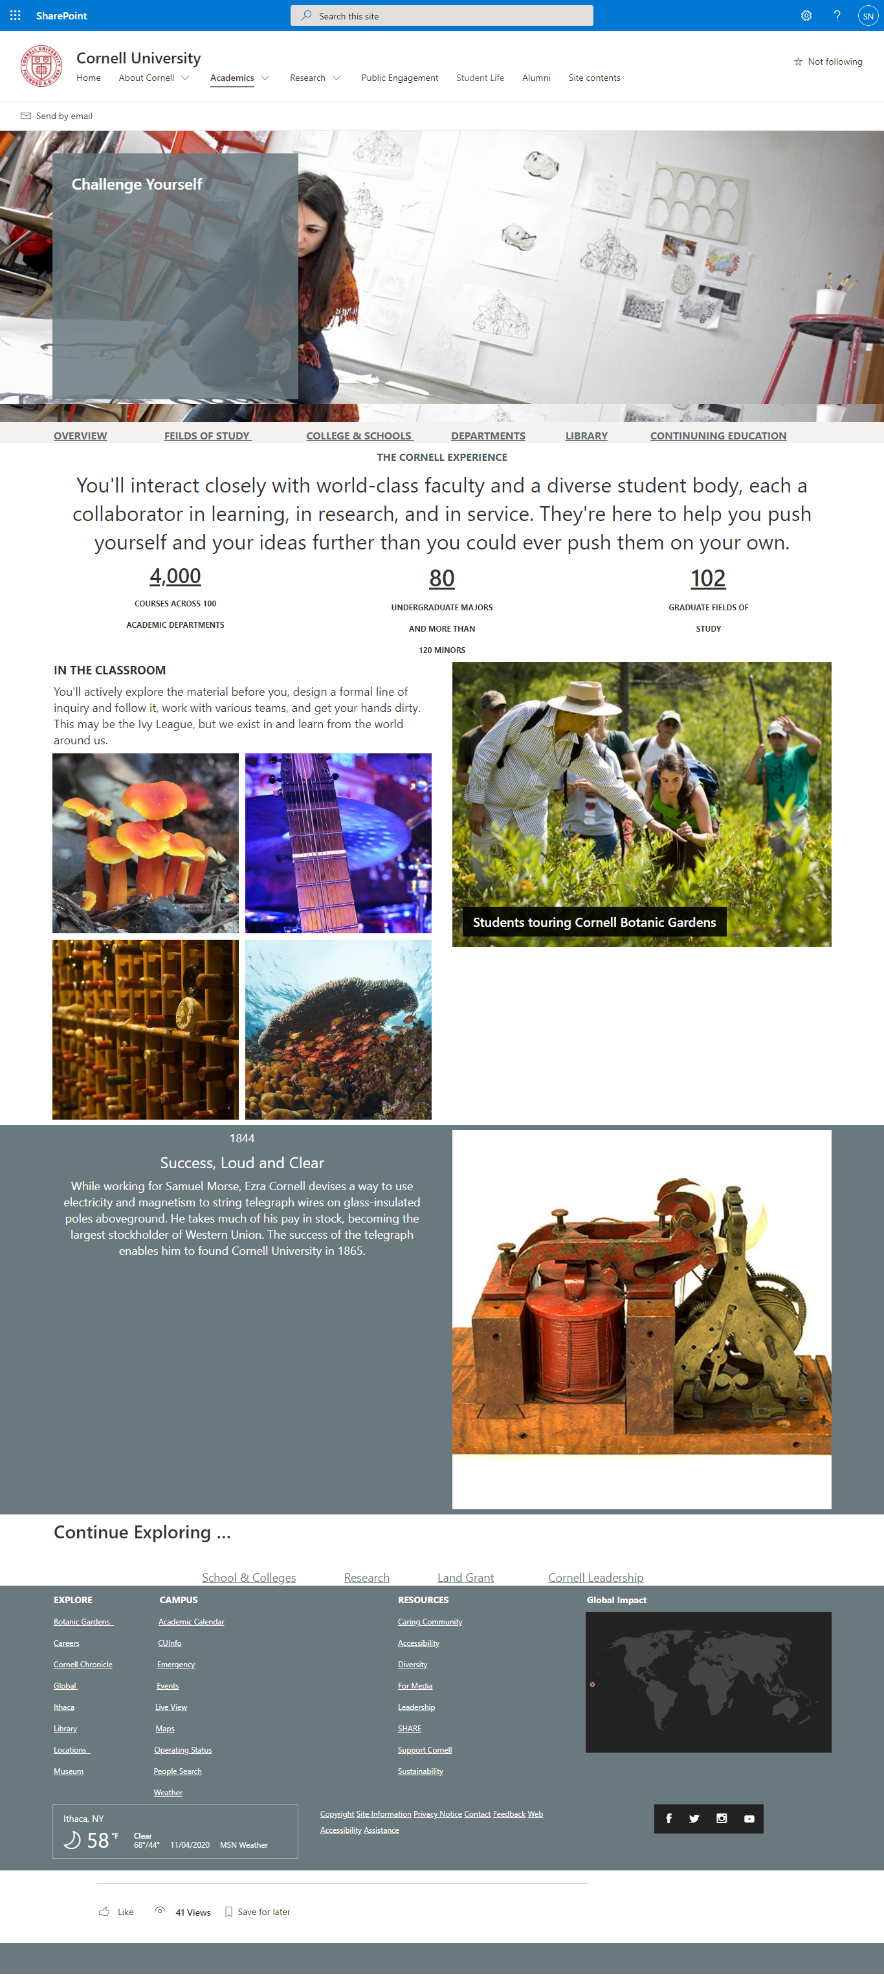 SharePoint
Search this site
?
SN
Cornell University
Home About Cornell Academics Research Public Engagement Student Life Alumni Site contents
Not following
Send by email
Challenge Yourself
OVERVIEW FEILDS OF STUDY COLLEGE & SCHOOLS DEPARTMENTS LIBRARY CONTINUNING EDUCATION
THE CORNELL EXPERIENCE
You'll interact closely with world-class faculty and a diverse student body, each a
collaborator in learning, in research, and in service. They're here to help you push
yourself and your ideas further than you could ever push them on your own.
4,000
COURSES ACROSS 100
ACADEMIC DEPARTMENTS
80
UNDERGRADUATE MAJORS
AND MORE THAN
120 MINORS
102
GRADUATE FIELDS OF
STUDY
IN THE CLASSROOM
You'll actively explore the material before you, design a formal line of
inquiry and follow it, work with various teams, and get your hands dirty.
This may be the Ivy League, but we exist in and learn from the world
around us.
Students touring Cornell Botanic Gardens
1844
Success, Loud and Clear
While working for Samuel Morse, Ezra Cornell devises a way to use
electricity and magnetism to string telegraph wires on glass-insulated
poles aboveground. He takes much of his pay in stock, becoming the
largest stockholder of Western Union. The success of the telegraph
enables him to found Cornell University in 1865.
Continue Exploring ...
School & Colleges Research Land Grant Cornell Leadership
EXPLORE
Botanic Gardens
Careers
Cornell Chronicle
Global
Ithaca
Library
Locations
Museum
CAMPUS
Academic Calendar
CUInfo
Emergency
Events
Live View
Maps
Operating Status
People Search
Weather
RESOURCES
Caring Community
Accessibility
Diversity
For Media
Leadership
SHARE
Support Cornell
Sustainability
Global Impact
Ithaca, NY
58 °F
Clear
68°/44° 11/04/2020 MSN Weather
Copyright Site Information Privacy Notice Contact Feedback Web
Accessibility Assistance
Like 41 Views Save for later